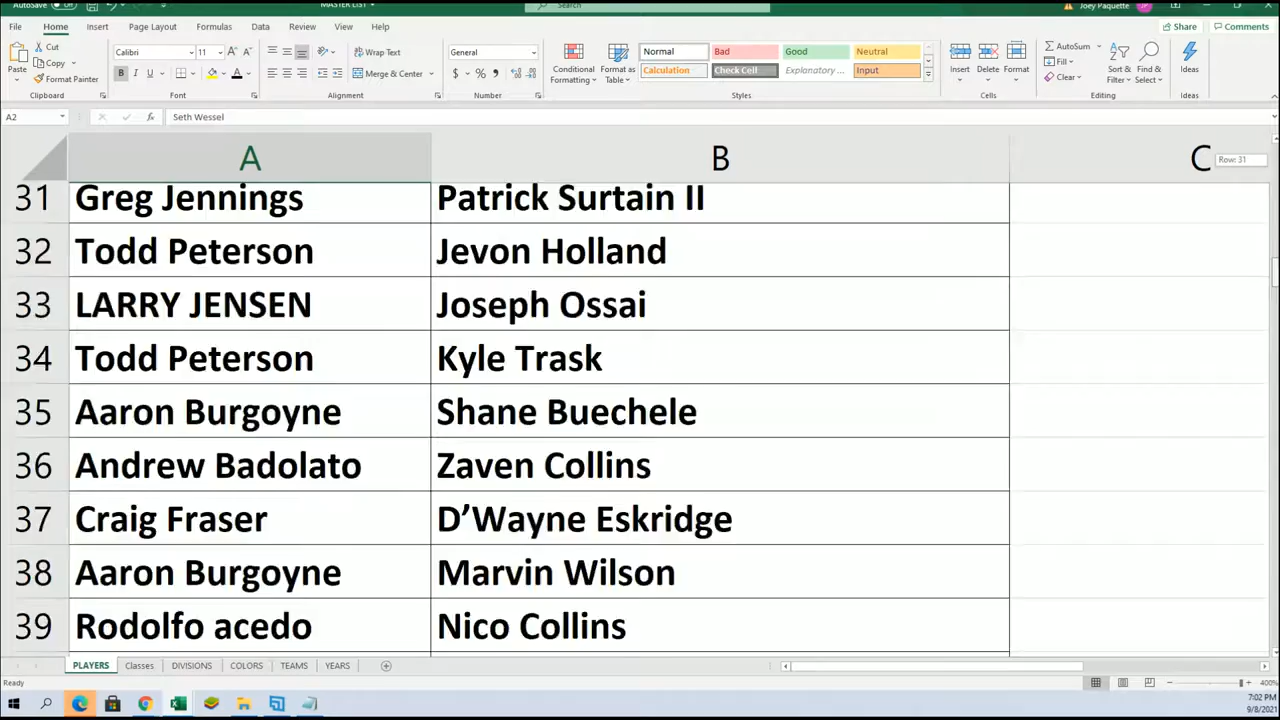 AutoSave Off MASTER LIST Search Joey Paquette JP
File Home Insert Page Layout Formulas Data Review View Help Share Comments
Paste Cut Copy Format Painter Clipboard
Calibri 11 B I U A Font
Wrap Text Merge & Center Alignment
General $ % Number
Conditional Formatting Format as Table
Normal Bad Good Neutral
Calculation Check Cell Explanatory ... Input
Styles
Insert Delete Format Cells
AutoSum Fill Clear Sort & Filter Find & Select Editing
Ideas Ideas
A2 fx Seth Wessel
A B C Row: 31
31 Greg Jennings Patrick Surtain II
32 Todd Peterson Jevon Holland
33 LARRY JENSEN Joseph Ossai
34 Todd Peterson Kyle Trask
35 Aaron Burgoyne Shane Buechele
36 Andrew Badolato Zaven Collins
37 Craig Fraser D’Wayne Eskridge
38 Aaron Burgoyne Marvin Wilson
39 Rodolfo acedo Nico Collins
PLAYERS Classes DIVISIONS COLORS TEAMS YEARS
Ready 400%
7:02 PM
9/8/2021